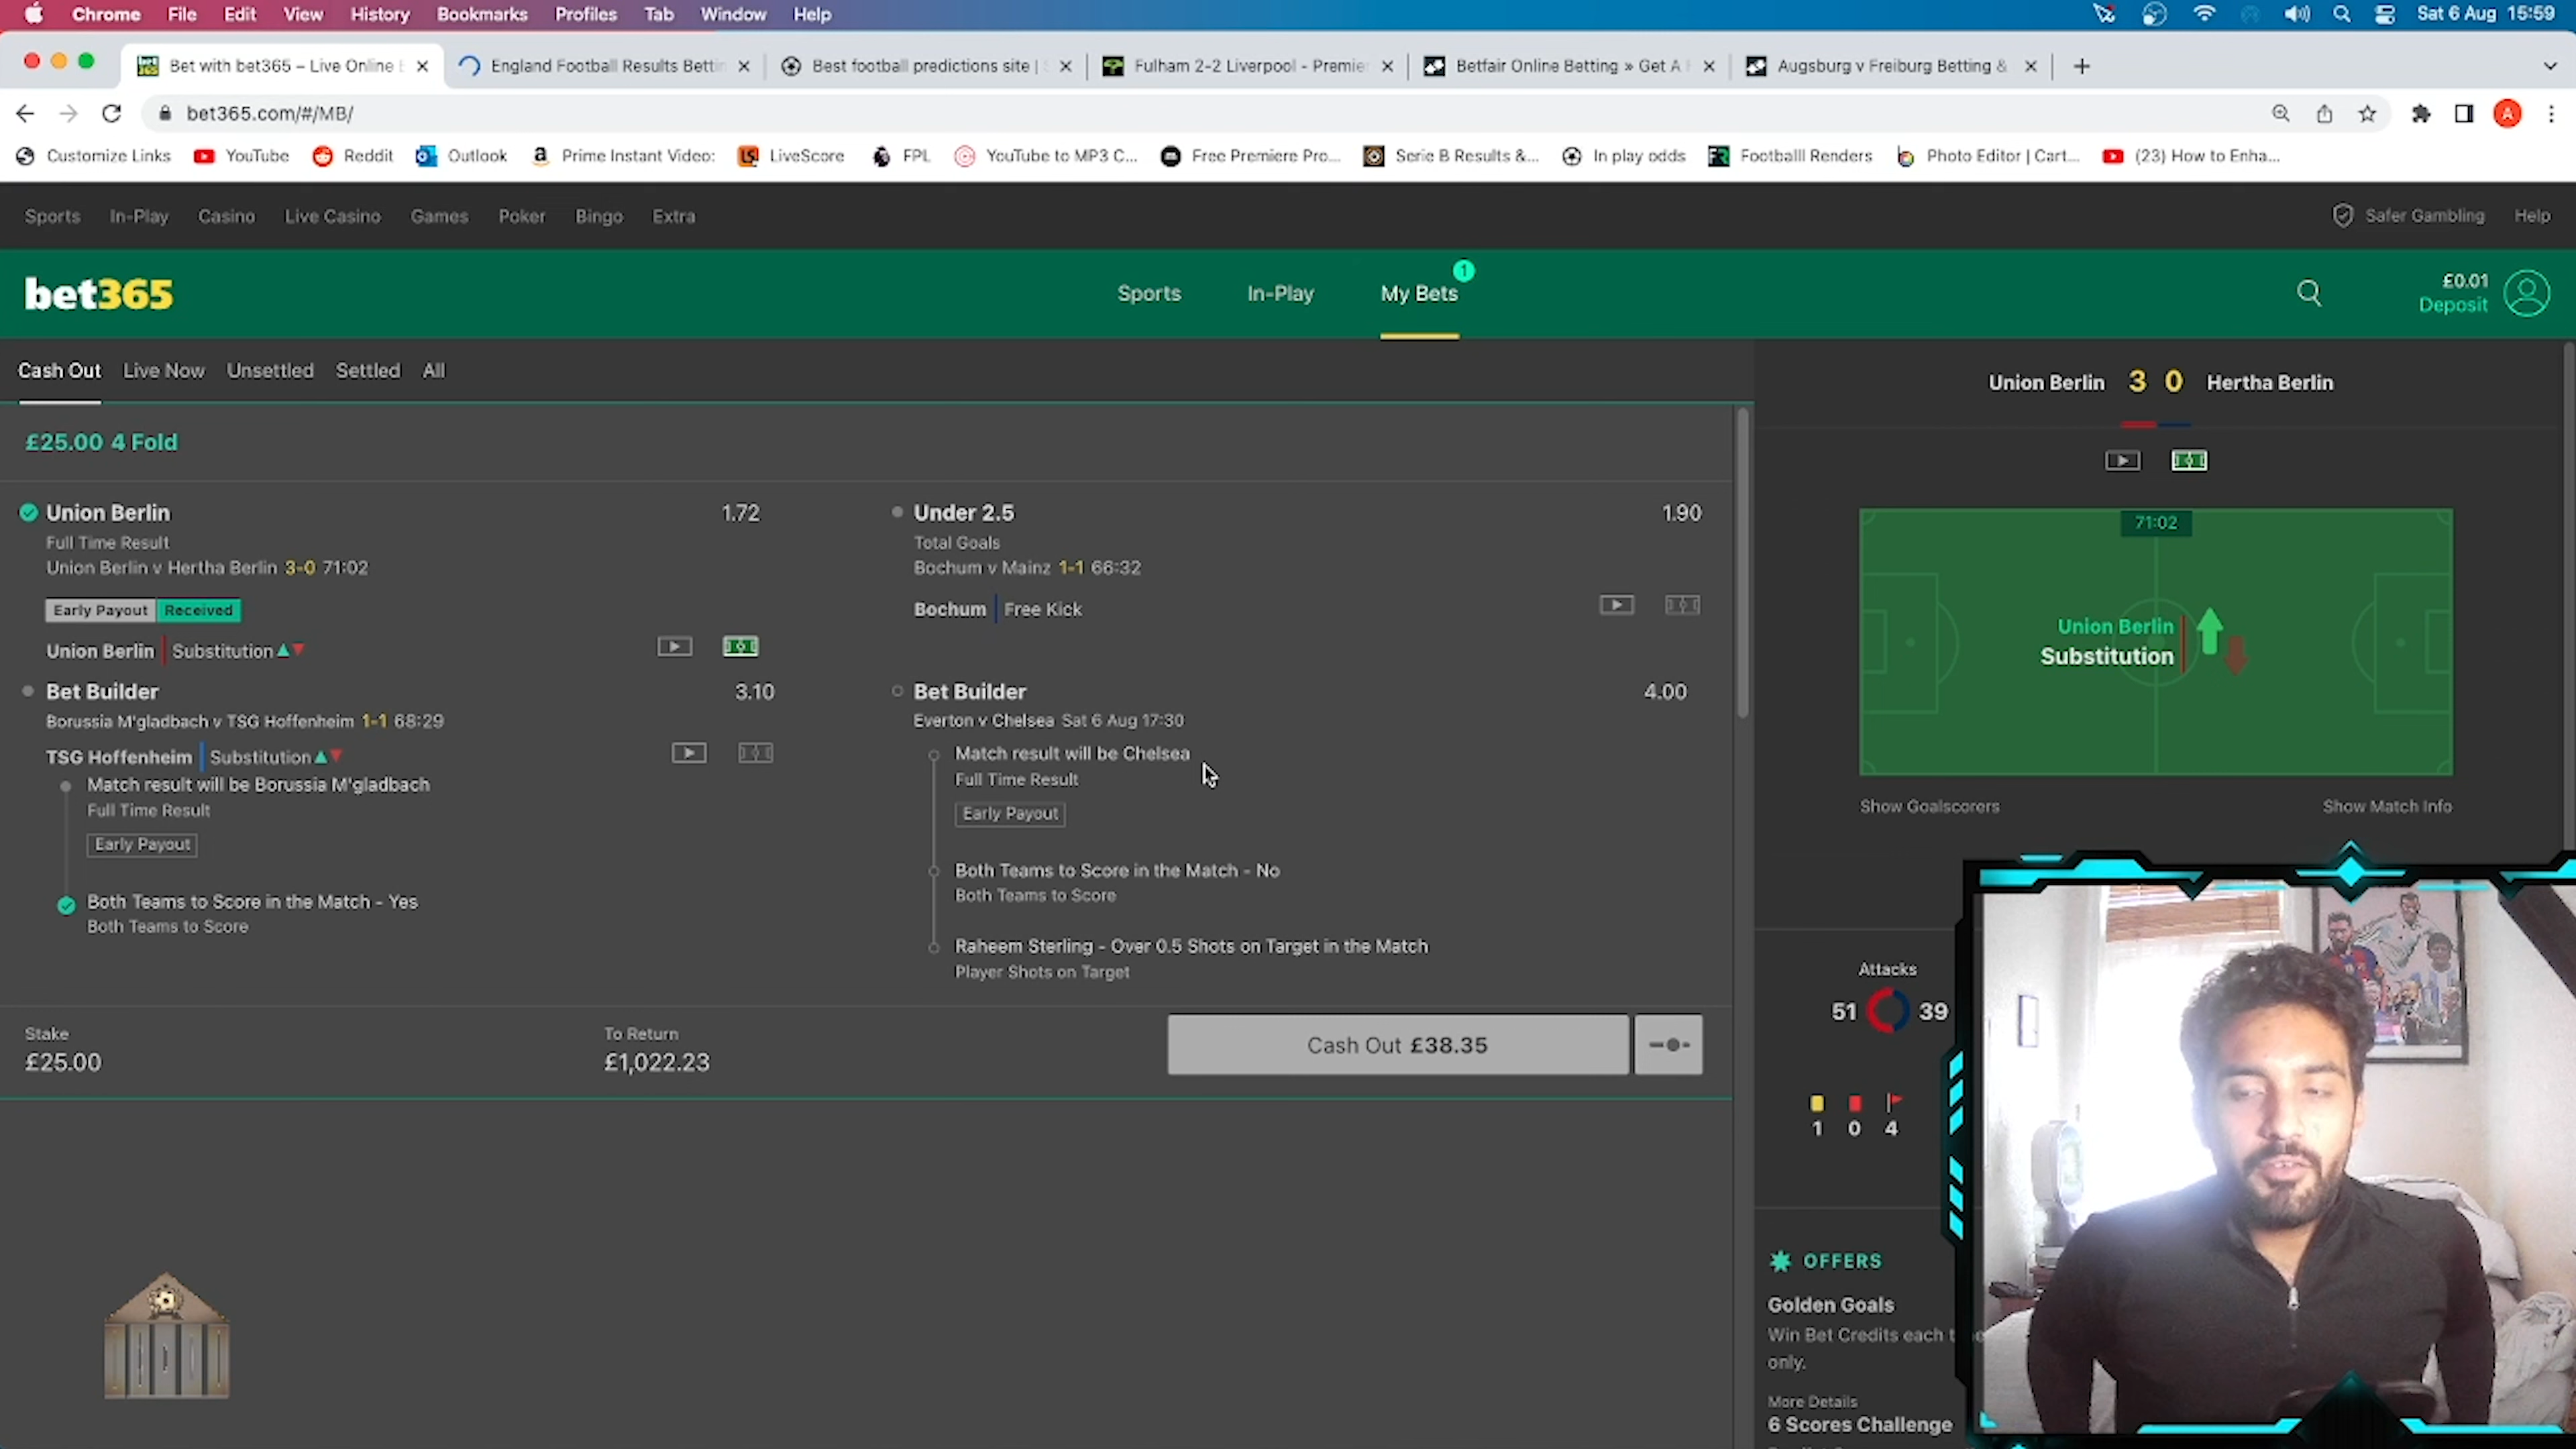 Chrome File Edit View History Bookmarks Profiles Tab Window Help Sat 6 Aug 15:59
Bet with bet365 – Live Online England Football Results Bettin Best football predictions site | Fulham 2-2 Liverpool - Premie Betfair Online Betting » Get A Augsburg v Freiburg Betting &
bet365.com/#/MB/ A
Customize Links YouTube Reddit Outlook Prime Instant Video: LiveScore FPL YouTube to MP3 C... Free Premiere Pro... Serie B Results &... In play odds Footballl Renders Photo Editor | Cart... (23) How to Enha...
Sports In-Play Casino Live Casino Games Poker Bingo Extra Safer Gambling Help
bet365 Sports In-Play My Bets 1 £0.01
Deposit
Cash Out Live Now Unsettled Settled All
£25.00 4 Fold
Union Berlin 1.72
Full Time Result
Union Berlin v Hertha Berlin 3-0 71:02
Early Payout Received
Union Berlin Substitution
Under 2.5 1.90
Total Goals
Bochum v Mainz 1-1 66:32
Bochum Free Kick
Bet Builder 3.10
Borussia M'gladbach v TSG Hoffenheim 1-1 68:29
TSG Hoffenheim Substitution
Match result will be Borussia M'gladbach
Full Time Result
Early Payout
Both Teams to Score in the Match - Yes
Both Teams to Score
Bet Builder 4.00
Everton v Chelsea Sat 6 Aug 17:30
Match result will be Chelsea
Full Time Result
Early Payout
Both Teams to Score in the Match - No
Both Teams to Score
Raheem Sterling - Over 0.5 Shots on Target in the Match
Player Shots on Target
Stake
£25.00
To Return
£1,022.23
Cash Out £38.35
Union Berlin 3 0 Hertha Berlin
71:02
Union Berlin
Substitution
Show Goalscorers Show Match Info
Attacks
51 39
1 0 4
OFFERS
Golden Goals
Win Bet Credits each
only.
More Details
6 Scores Challenge